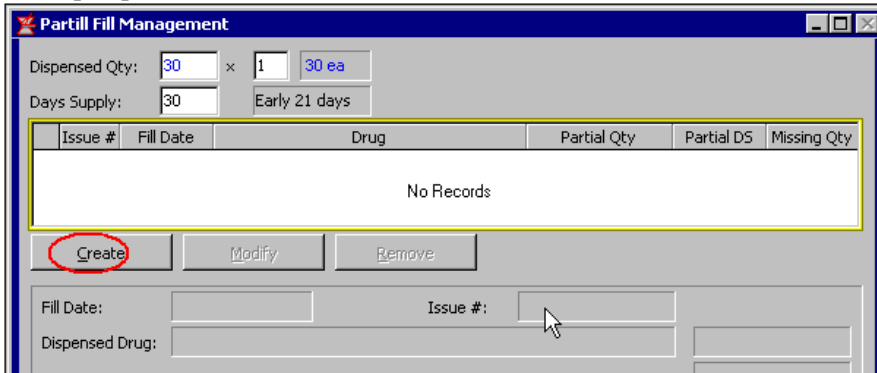 Partill Fill Management
Dispensed Qty: 30 × 1 30 ea
Days Supply: 30 Early 21 days
Issue # Fill Date Drug Partial Qty Partial DS Missing Qty
No Records
Create Modify Remove
Fill Date: Issue #:
Dispensed Drug: